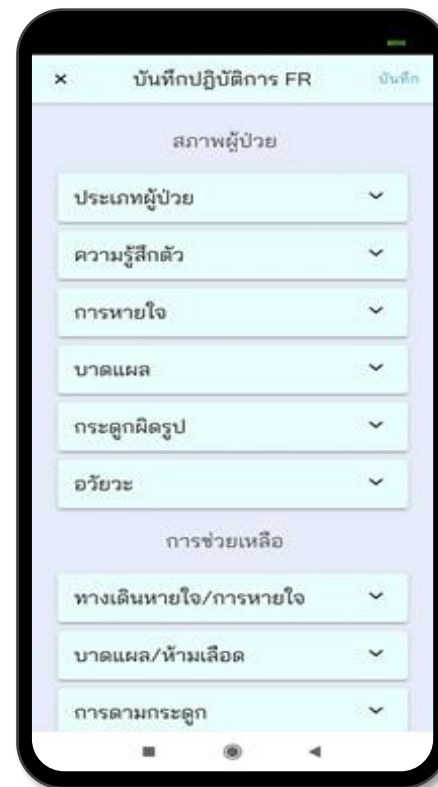 × บันทึกปฏิบัติการ FR บันทึก
สภาพผู้ป่วย
ประเภทผู้ป่วย
ความรู้สึกตัว
การหายใจ
บาดแผล
กระดูกผิดรูป
อวัยวะ
การช่วยเหลือ
ทางเดินหายใจ/การหายใจ
บาดแผล/ห้ามเลือด
การดามกระดูก